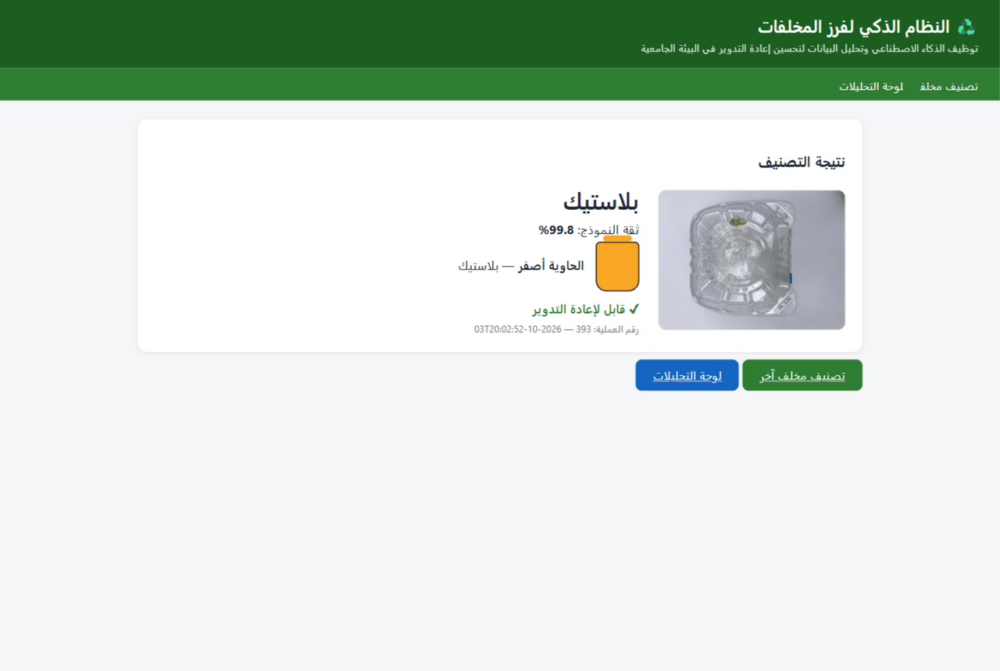 النظام الذكي لفرز المخلفات
توظيف الذكاء الاصطناعي وتحليل البيانات لتحسين إعادة التدوير في البيئة الجامعية
تصنيف مخلف لوحة التحليلات
نتيجة التصنيف
بلاستيك
ثقة النموذج: 99.8%
الحاوية أصفر — بلاستيك
✔ قابل لإعادة التدوير
رقم العملية: 393 — 2026-10-03T20:02:52
تصنيف مخلف آخر
لوحة التحليلات